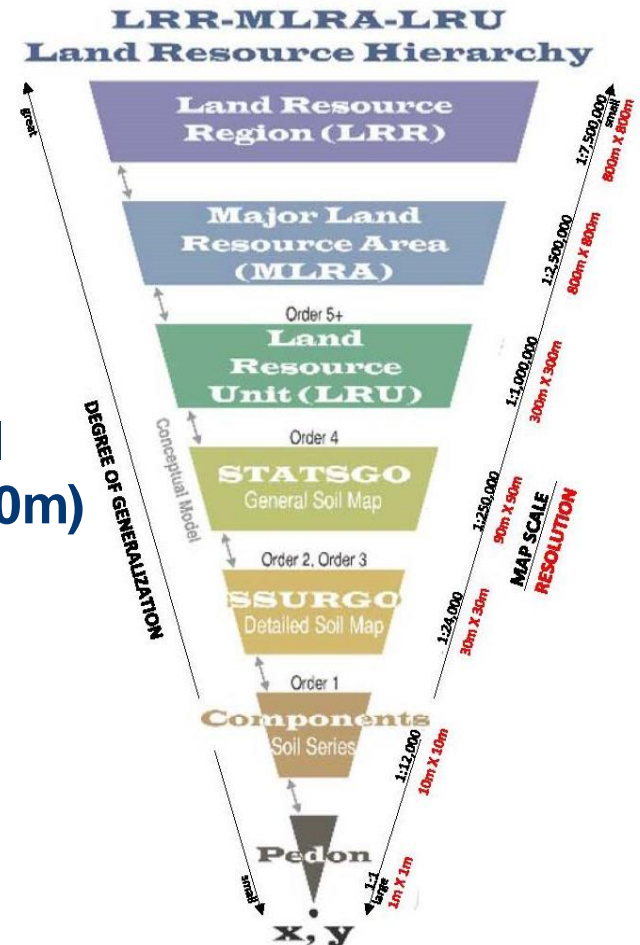 LRR-MLRA-LRU
Land Resource Hierarchy
great
small
Land Resource
Region (LRR)
1:7,500,000
800m X 800m
Major Land
Resource Area
(MLRA)
1:2,500,000
800m X 800m
Order 5+
Land
Resource
Unit (LRU)
1:1,000,000
300m X 300m
Order 4
STATSGO
General Soil Map
1:250,000
90m X 90m
0m)
Conceptual Model
DEGREE OF GENERALIZATION
MAP SCALE
RESOLUTION
Order 2, Order 3
SSURGO
Detailed Soil Map
1:24,000
30m X 30m
Order 1
Components
Soil Series
1:12,000
10m X 10m
Pedon
small
1:1
large
1m X 1m
x, y